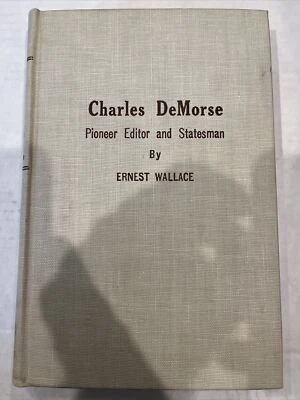 Charles DeMorse
Pioneer Editor and Statesman
By
ERNEST WALLACE